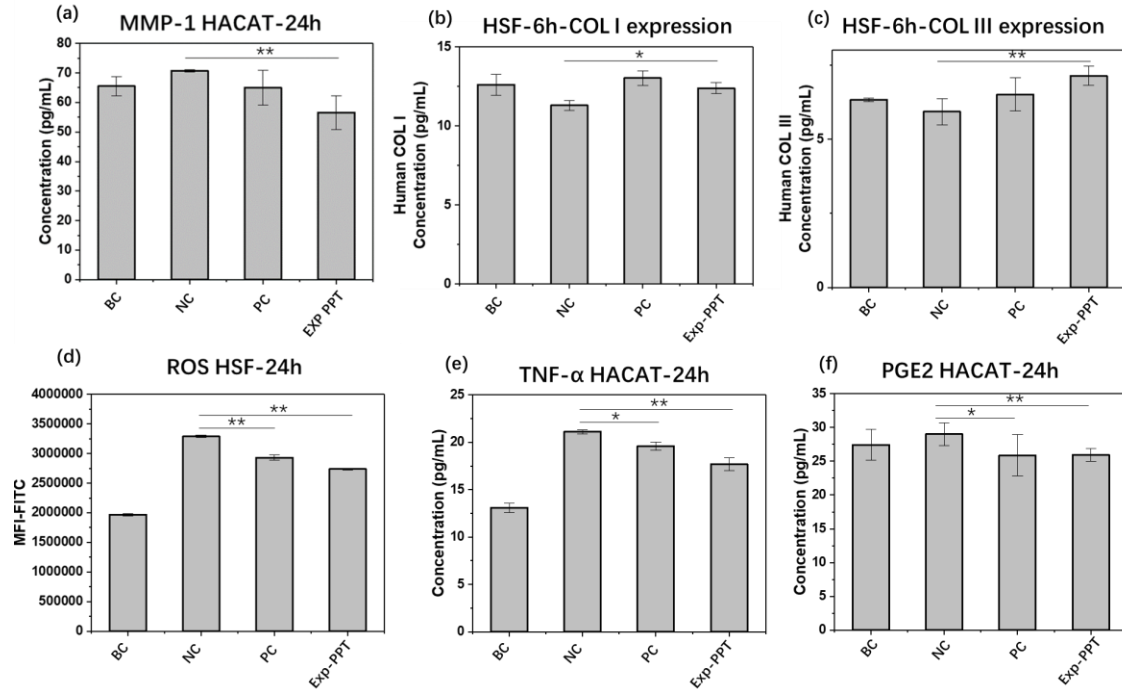 (a)
MMP-1 HACAT-24h
**
80
70
60
50
40
30
20
10
0
Concentration (pg/mL)
BC
NC
PC
EXP PPT
(b)
HSF-6h-COL I expression
*
15
10
5
0
Human COL I
Concentration (pg/mL)
BC
NC
PC
Exp-PPT
(c)
HSF-6h-COL III expression
**
5
0
Human COL III
Concentration (pg/mL)
BC
NC
PC
Exp-PPT
(d)
ROS HSF-24h
**
**
4000000
3500000
3000000
2500000
2000000
1500000
1000000
500000
0
MFI-FITC
BC
NC
PC
Exp-PPT
(e)
TNF-α HACAT-24h
**
*
25
20
15
10
5
0
Concentration (pg/mL)
BC
NC
PC
Exp-PPT
(f)
PGE2 HACAT-24h
**
*
35
30
25
20
15
10
5
0
Concentration (pg/mL)
BC
NC
PC
Exp-PPT